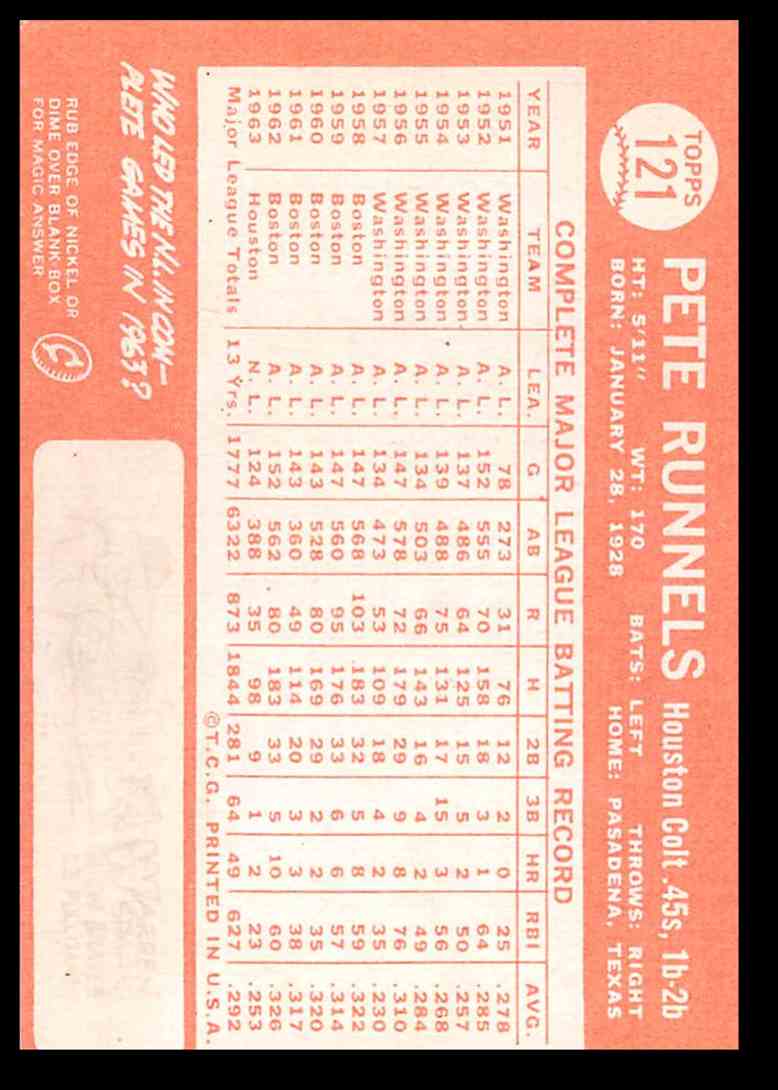 TOPPS
121
PETE RUNNELS Houston Colt .45s, 1b-2b
HT: 5'11" WT: 170 BATS: LEFT THROWS: RIGHT
BORN: JANUARY 28, 1928 HOME: PASADENA, TEXAS
COMPLETE MAJOR LEAGUE BATTING RECORD
YEAR TEAM LEA. G AB R H 2B 3B HR RBI AVG.
1951 Washington A. L. 78 273 31 76 12 2 0 25 .278
1952 Washington A. L. 152 555 70 158 18 3 1 64 .285
1953 Washington A. L. 137 486 64 125 15 5 2 50 .257
1954 Washington A. L. 139 488 75 131 17 15 3 56 .268
1955 Washington A. L. 134 503 66 143 16 4 2 49 .284
1956 Washington A. L. 147 578 72 179 29 9 8 76 .310
1957 Washington A. L. 134 473 53 109 18 4 2 35 .230
1958 Boston A. L. 147 568 103 183 32 5 8 59 .322
1959 Boston A. L. 147 560 95 176 33 6 6 57 .314
1960 Boston A. L. 143 528 80 169 29 2 2 35 .320
1961 Boston A. L. 143 360 49 114 20 3 3 38 .317
1962 Boston A. L. 152 562 80 183 33 5 10 60 .326
1963 Houston N. L. 124 388 35 98 9 1 2 23 .253
Major League Totals 13 Yrs. 1777 6322 873 1844 281 64 49 627 .292
©T.C.G. PRINTED IN U.S.A.
WHO LED THE N.L. IN COM-
PLETE GAMES IN 1963?
RUB EDGE OF NICKEL OR
DIME OVER BLANK BOX
FOR MAGIC ANSWER